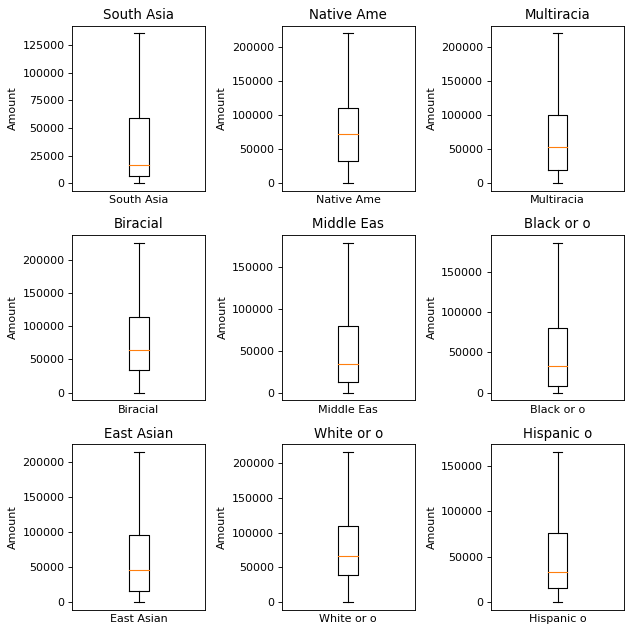 South Asia
Native Ame
Multiracia
125000
100000
75000
50000
25000
0
Amount
South Asia
200000
150000
100000
50000
0
Amount
Native Ame
200000
150000
100000
50000
0
Amount
Multiracia
Biracial
Middle Eas
Black or o
200000
150000
100000
50000
0
Amount
Biracial
150000
100000
50000
0
Amount
Middle Eas
150000
100000
50000
0
Amount
Black or o
East Asian
White or o
Hispanic o
200000
150000
100000
50000
0
Amount
East Asian
200000
150000
100000
50000
0
Amount
White or o
150000
100000
50000
0
Amount
Hispanic o